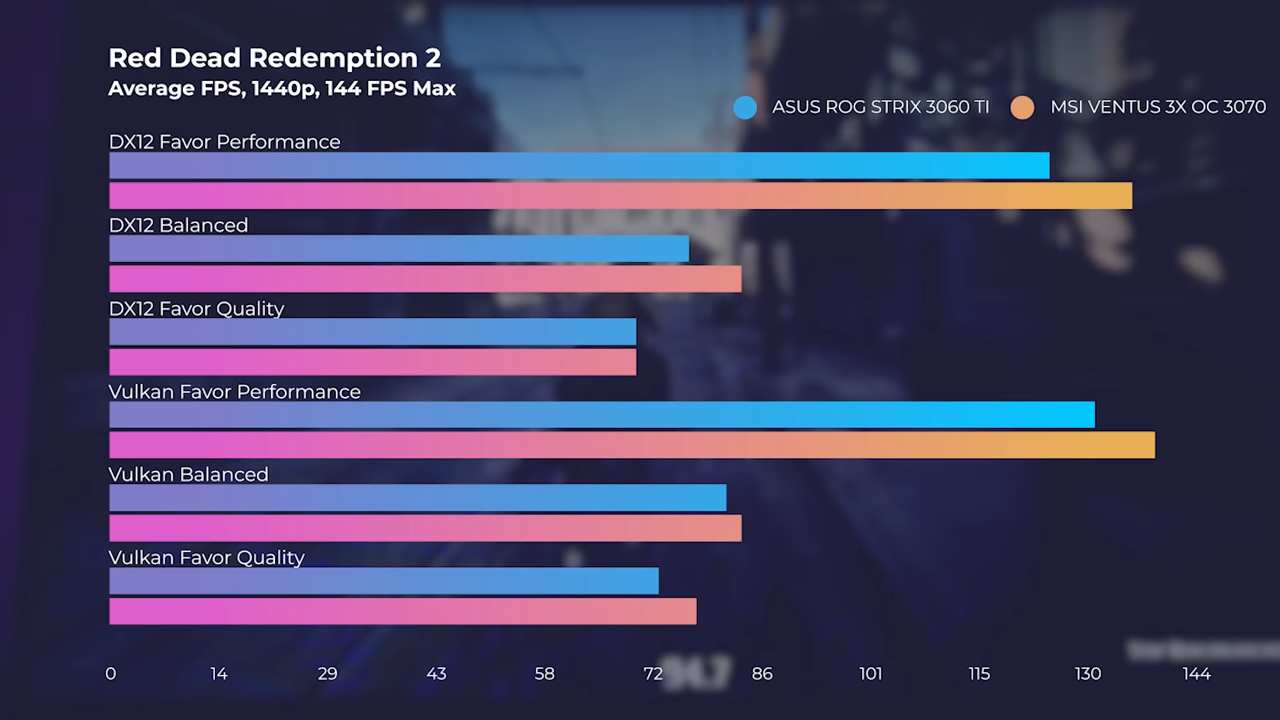 Red Dead Redemption 2
Average FPS, 1440p, 144 FPS Max
ASUS ROG STRIX 3060 TI MSI VENTUS 3X OC 3070
DX12 Favor Performance
DX12 Balanced
DX12 Favor Quality
Vulkan Favor Performance
Vulkan Balanced
Vulkan Favor Quality
0 14 29 43 58 72 86 101 115 130 144